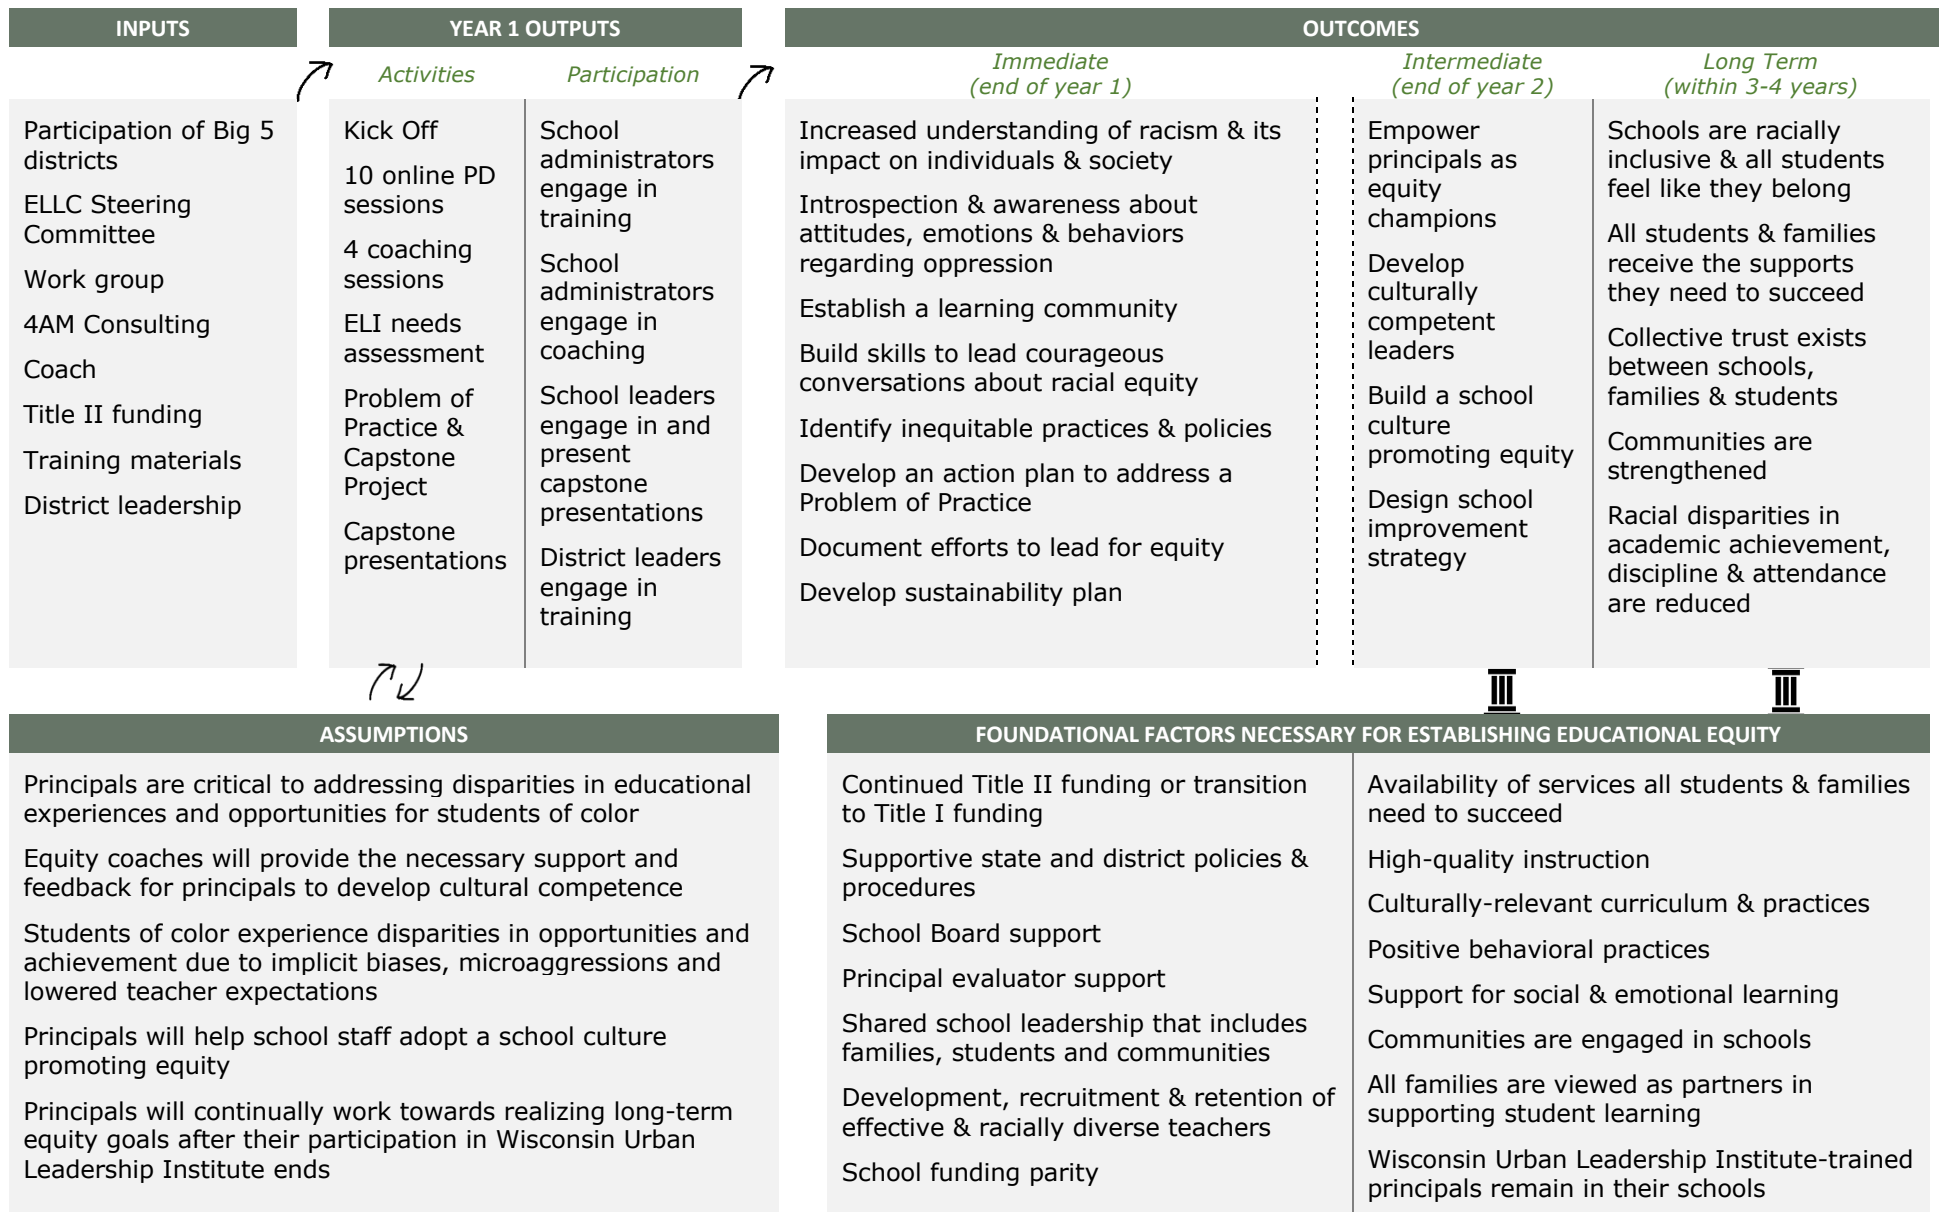 INPUTS
Participation of Big 5
districts
ELLC Steering
Committee
Work group
4AM Consulting
Coach
Title II funding
Training materials
District leadership
YEAR 1 OUTPUTS
Activities
Kick Off
10 online PD
sessions
4 coaching
sessions
ELI needs
assessment
Problem of
Practice &
Capstone
Project
Capstone
presentations
Participation
School
administrators
engage in
training
School
administrators
engage in
coaching
School leaders
engage in and
present
capstone
presentations
District leaders
engage in
training
OUTCOMES
Immediate
(end of year 1)
Increased understanding of racism & its
impact on individuals & society
Introspection & awareness about
attitudes, emotions & behaviors
regarding oppression
Establish a learning community
Build skills to lead courageous
conversations about racial equity
Identify inequitable practices & policies
Develop an action plan to address a
Problem of Practice
Document efforts to lead for equity
Develop sustainability plan
Intermediate
(end of year 2)
Empower
principals as
equity
champions
Develop
culturally
competent
leaders
Build a school
culture
promoting equity
Design school
improvement
strategy
Long Term
(within 3-4 years)
Schools are racially
inclusive & all students
feel like they belong
All students & families
receive the supports
they need to succeed
Collective trust exists
between schools,
families & students
Communities are
strengthened
Racial disparities in
academic achievement,
discipline & attendance
are reduced
ASSUMPTIONS
Principals are critical to addressing disparities in educational
experiences and opportunities for students of color
Equity coaches will provide the necessary support and
feedback for principals to develop cultural competence
Students of color experience disparities in opportunities and
achievement due to implicit biases, microaggressions and
lowered teacher expectations
Principals will help school staff adopt a school culture
promoting equity
Principals will continually work towards realizing long-term
equity goals after their participation in Wisconsin Urban
Leadership Institute ends
FOUNDATIONAL FACTORS NECESSARY FOR ESTABLISHING EDUCATIONAL EQUITY
Continued Title II funding or transition
to Title I funding
Supportive state and district policies &
procedures
School Board support
Principal evaluator support
Shared school leadership that includes
families, students and communities
Development, recruitment & retention of
effective & racially diverse teachers
School funding parity
Availability of services all students & families
need to succeed
High-quality instruction
Culturally-relevant curriculum & practices
Positive behavioral practices
Support for social & emotional learning
Communities are engaged in schools
All families are viewed as partners in
supporting student learning
Wisconsin Urban Leadership Institute-trained
principals remain in their schools